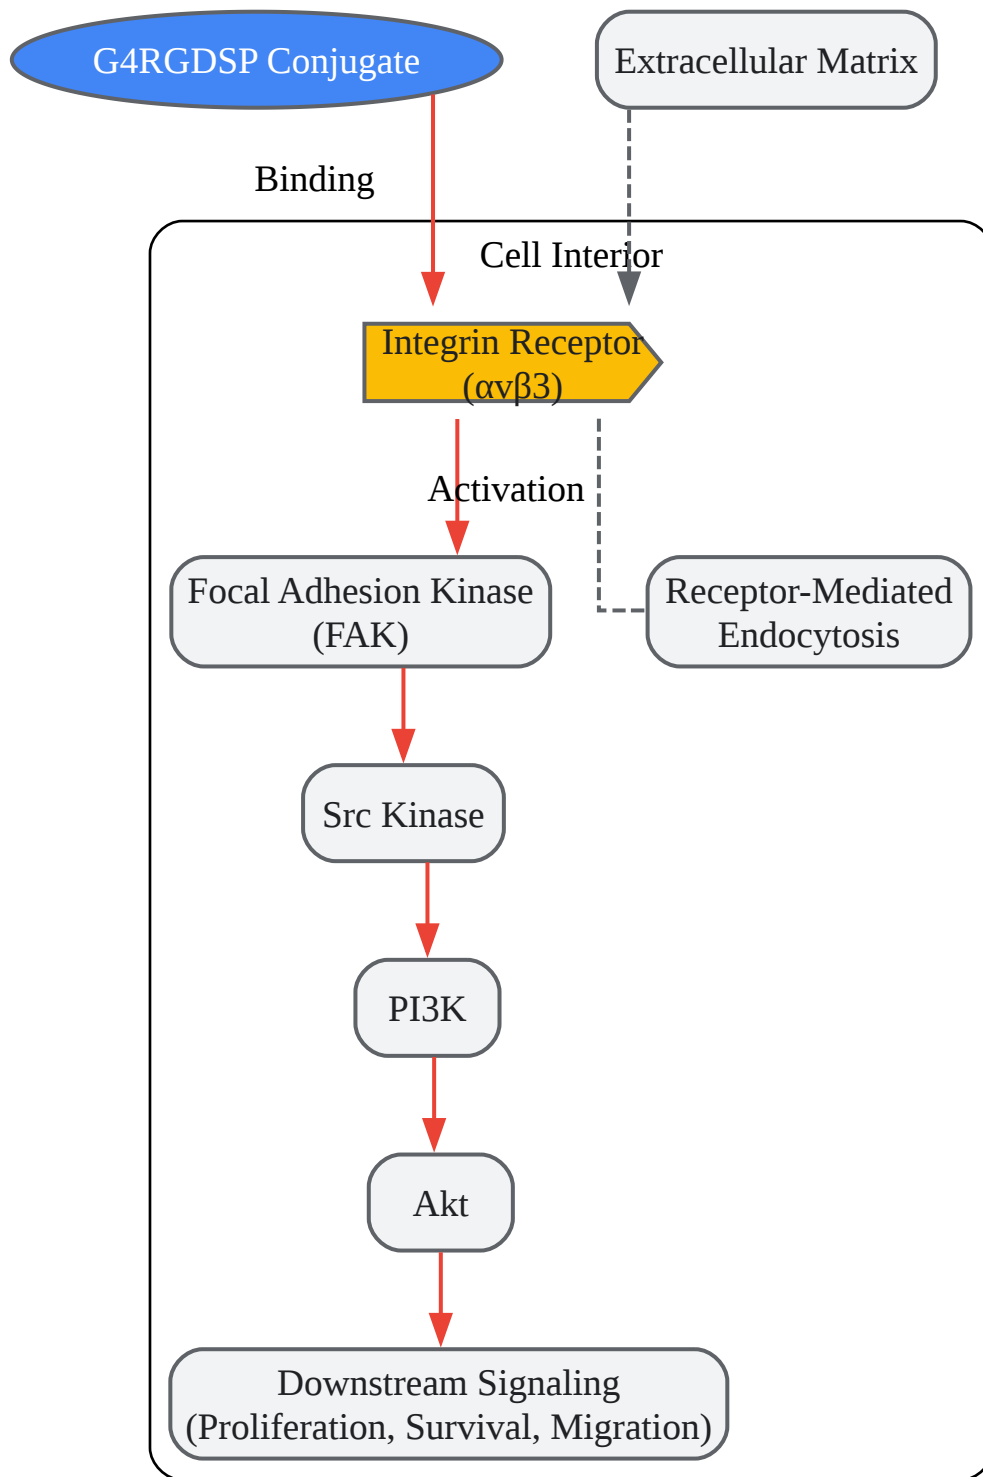 G4RGDSP Conjugate
Extracellular Matrix
Binding
Cell Interior
Integrin Receptor
(αvβ3)
Activation
Focal Adhesion Kinase
(FAK)
Receptor-Mediated
Endocytosis
Src Kinase
PI3K
Akt
Downstream Signaling
(Proliferation, Survival, Migration)